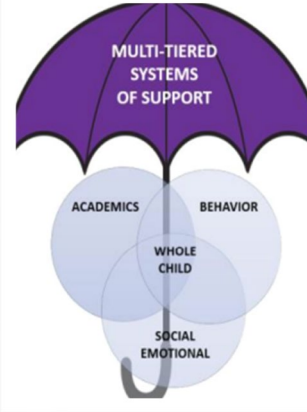 MULTI-TIERED
SYSTEMS
OF SUPPORT
ACADEMICS
BEHAVIOR
WHOLE
CHILD
SOCIAL
EMOTIONAL